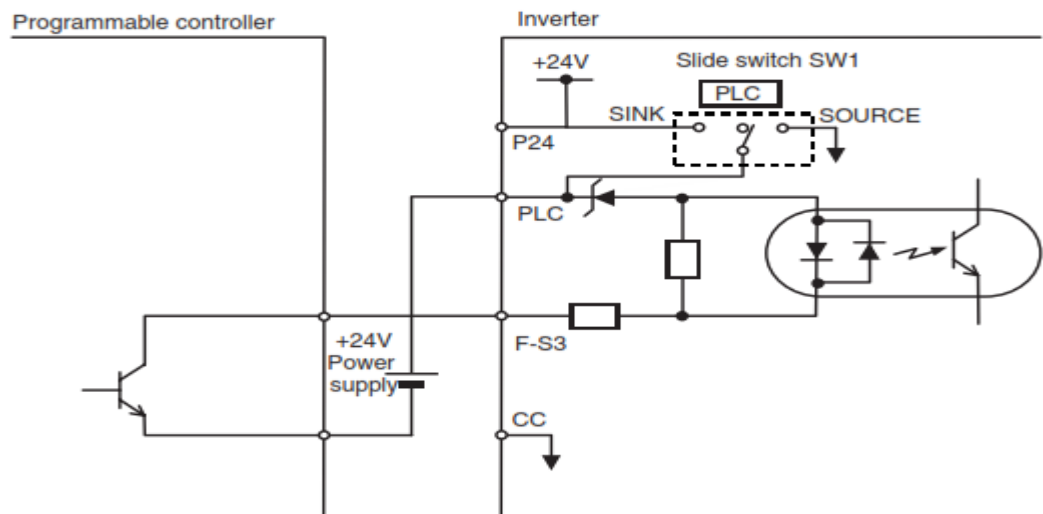 Programmable controller
Inverter
+24V
Slide switch SW1
PLC
SINK
SOURCE
P24
PLC
F-S3
+24V
Power
supply
CC